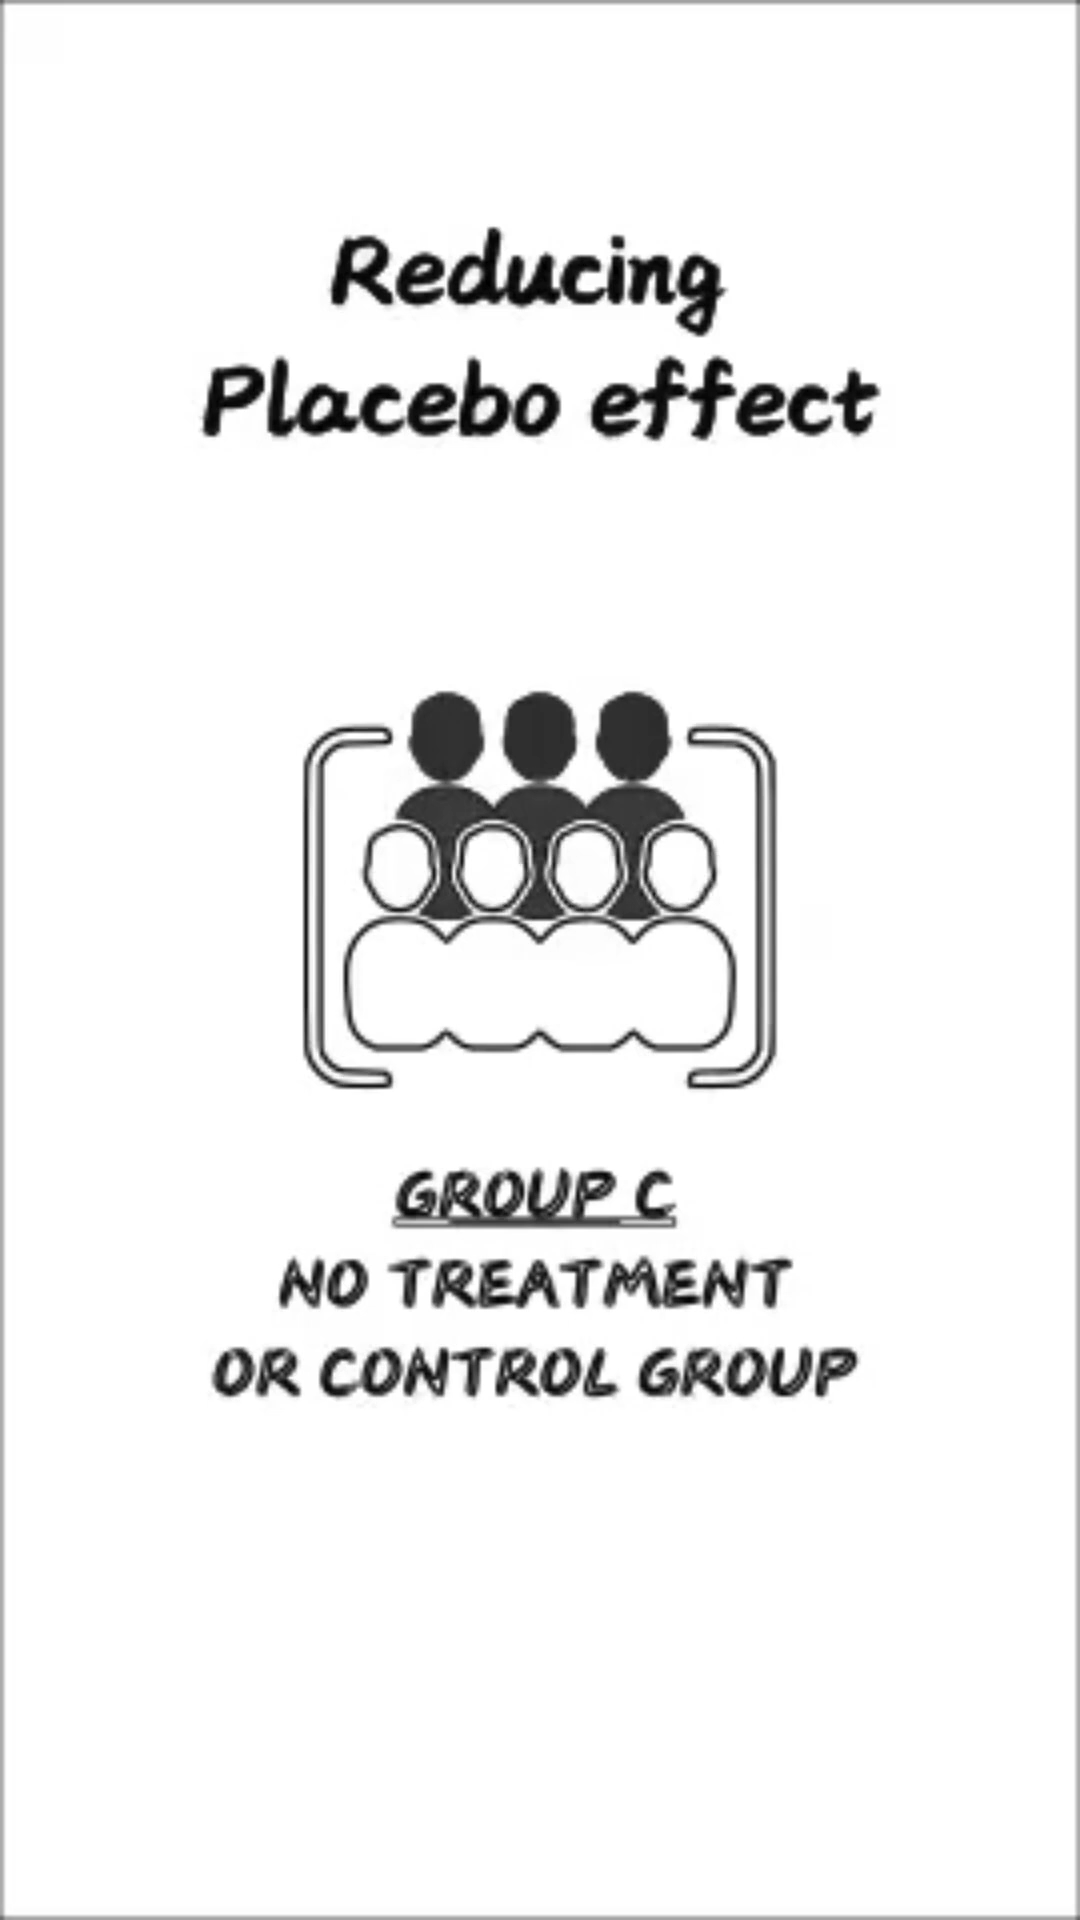 Reducing
Placebo effect
GROUP C
NO TREATMENT
OR CONTROL GROUP